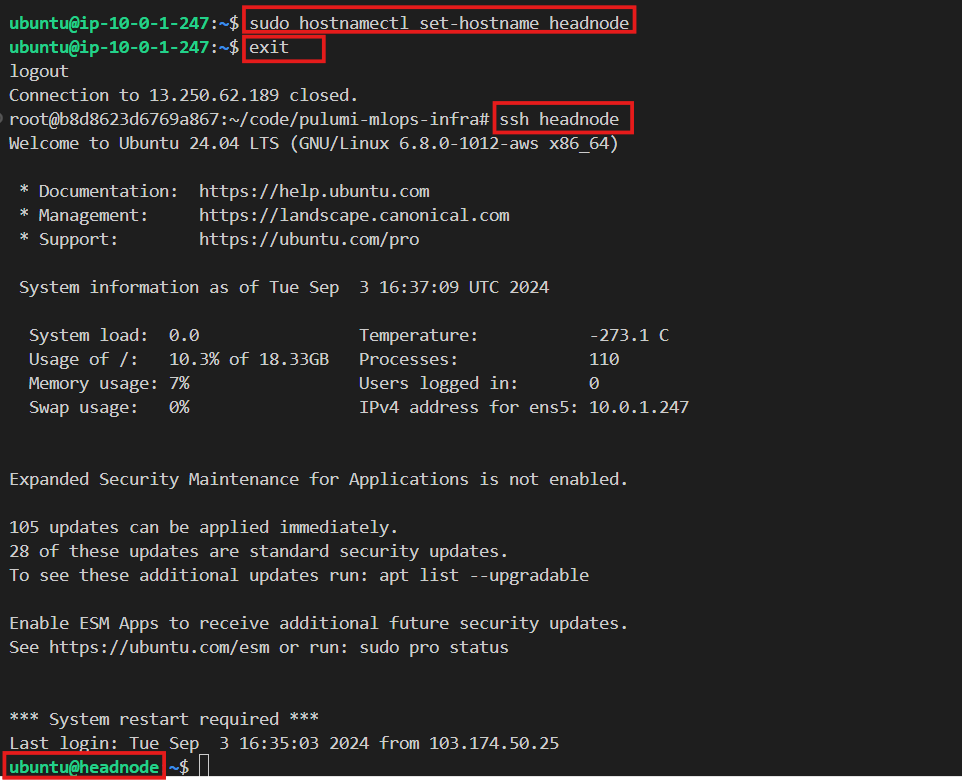 ubuntu@ip-10-0-1-247:~$ sudo hostnamectl set-hostname headnode
ubuntu@ip-10-0-1-247:~$ exit
logout
Connection to 13.250.62.189 closed.
root@b8d8623d6769a867:~/code/pulumi-mlops-infra# ssh headnode
Welcome to Ubuntu 24.04 LTS (GNU/Linux 6.8.0-1012-aws x86_64)
* Documentation:  https://help.ubuntu.com
* Management:     https://landscape.canonical.com
* Support:        https://ubuntu.com/pro
System information as of Tue Sep  3 16:37:09 UTC 2024
System load:  0.0                Temperature:           -273.1 C
Usage of /:   10.3% of 18.33GB   Processes:             110
Memory usage: 7%                 Users logged in:       0
Swap usage:   0%                 IPv4 address for ens5: 10.0.1.247
Expanded Security Maintenance for Applications is not enabled.
105 updates can be applied immediately.
28 of these updates are standard security updates.
To see these additional updates run: apt list --upgradable
Enable ESM Apps to receive additional future security updates.
See https://ubuntu.com/esm or run: sudo pro status
*** System restart required ***
Last login: Tue Sep  3 16:35:03 2024 from 103.174.50.25
ubuntu@headnode ~$